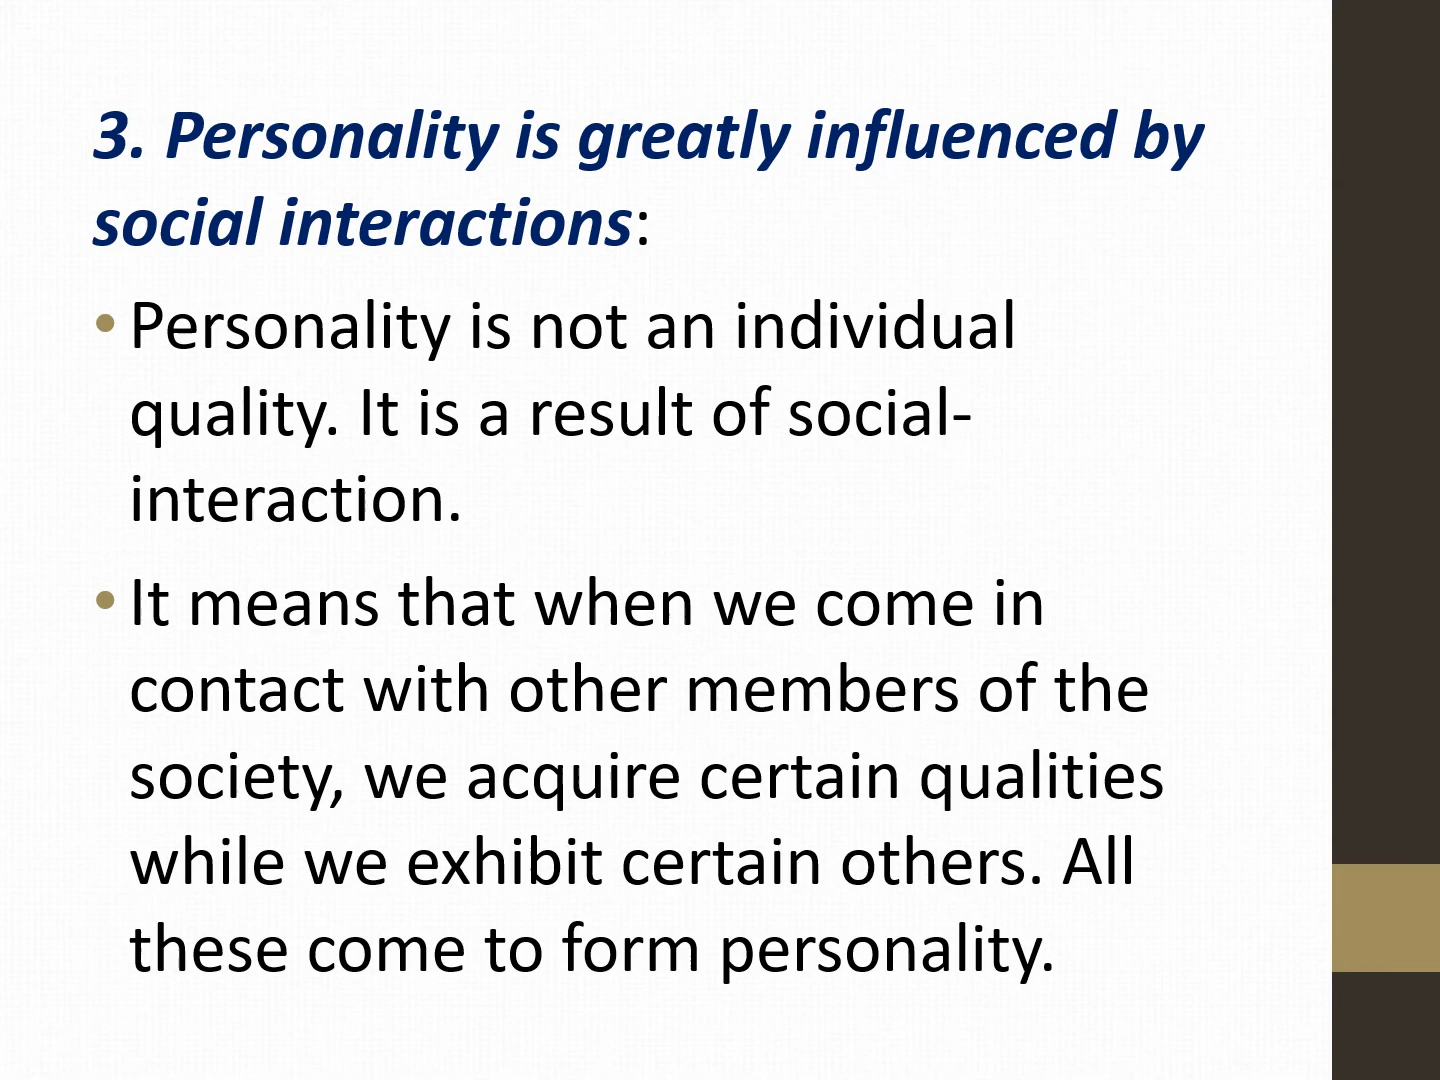 3. Personality is greatly influenced by
social interactions:
• Personality is not an individual
quality. It is a result of social-
interaction.
• It means that when we come in
contact with other members of the
society, we acquire certain qualities
while we exhibit certain others. All
these come to form personality.